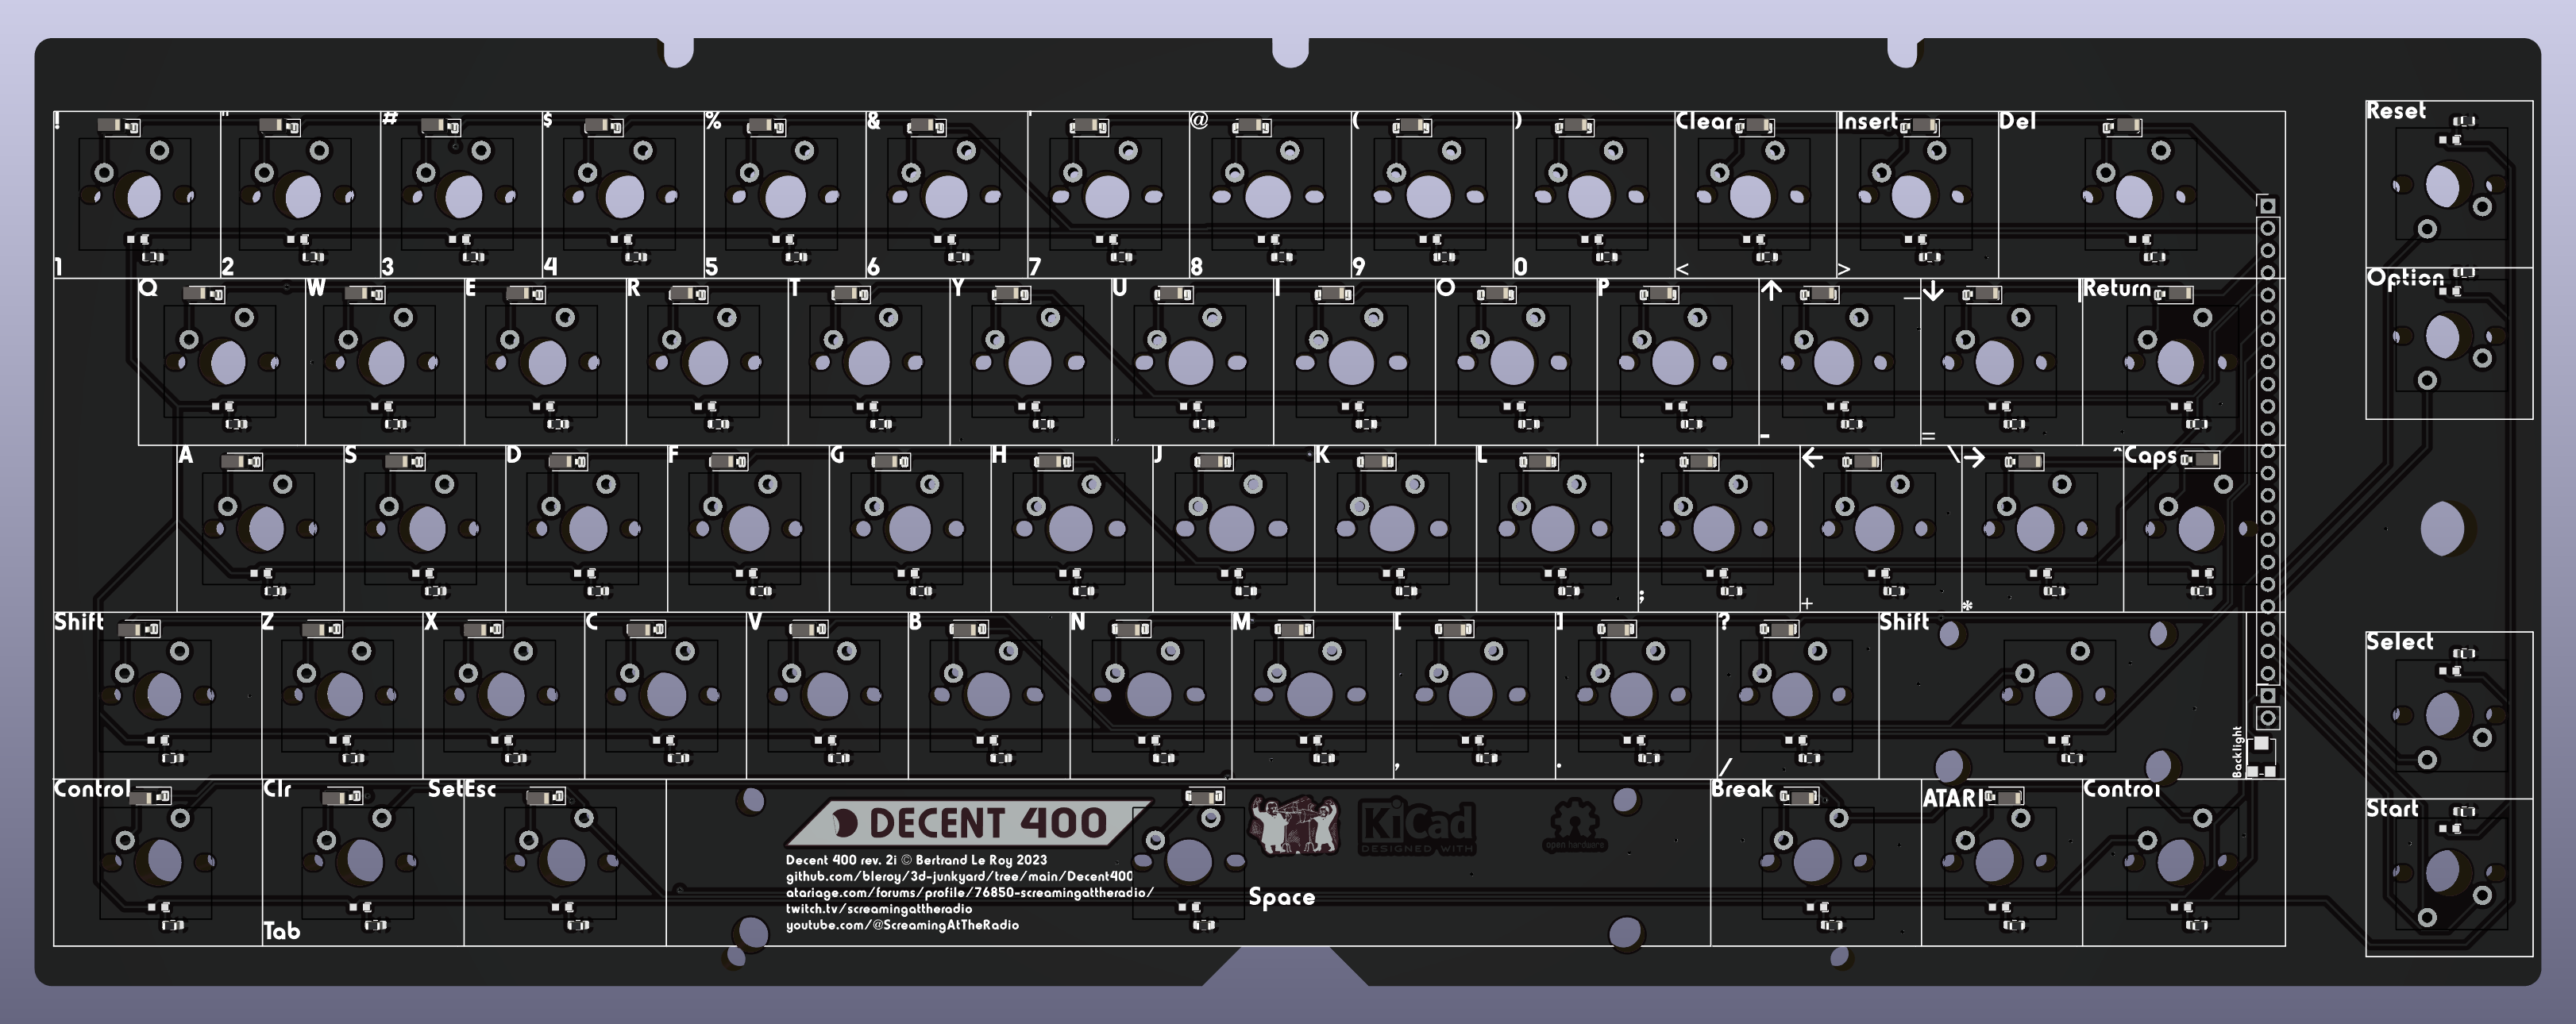 ! " # $ % & ' @ ( ) Clear Insert Del
Reset
1 2 3 4 5 6 7 8 9 0 < >
Option
Q W E R T Y U I O P ↑ _ ↓ | Return
- =
A S D F G H J K L : ← \ → ^ Caps
; + *
Shift Z X C V B N M [ ] ? Shift
Select
Backlight
, . /
Control Clr Set Esc Break ATARI Control
Start
DECENT 400
KiCad
DESIGNED WITH
open hardware
Decent 400 rev. 2i © Bertrand Le Roy 2023
github.com/bleroy/3d-junkyard/tree/main/Decent400
atariage.com/forums/profile/76850-screamingattheradio/
twitch.tv/screamingattheradio
youtube.com/@ScreamingAtTheRadio
Space
Tab